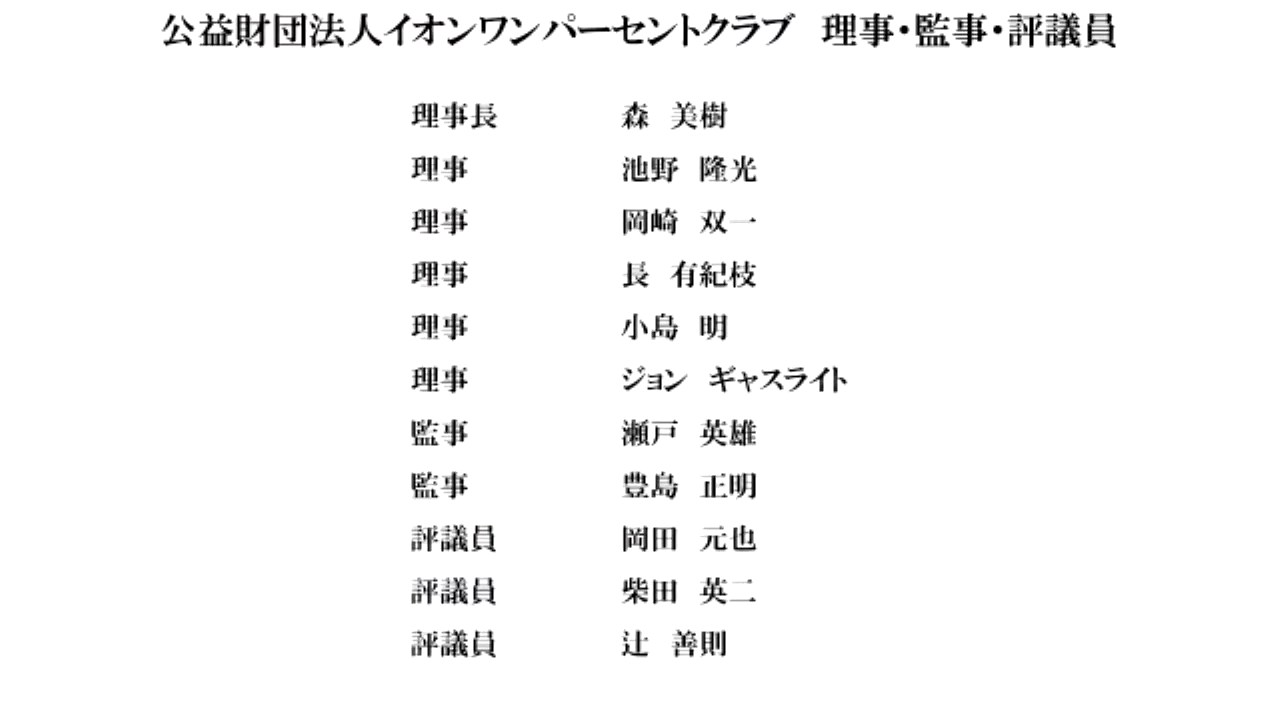 公益財団法人イオンワンパーセントクラブ　理事・監事・評議員
理事長　森　美樹
理事　池野　隆光
理事　岡崎　双一
理事　長　有紀枝
理事　小島　明
理事　ジョン　ギャスライト
監事　瀬戸　英雄
監事　豊島　正明
評議員　岡田　元也
評議員　柴田　英二
評議員　辻　善則